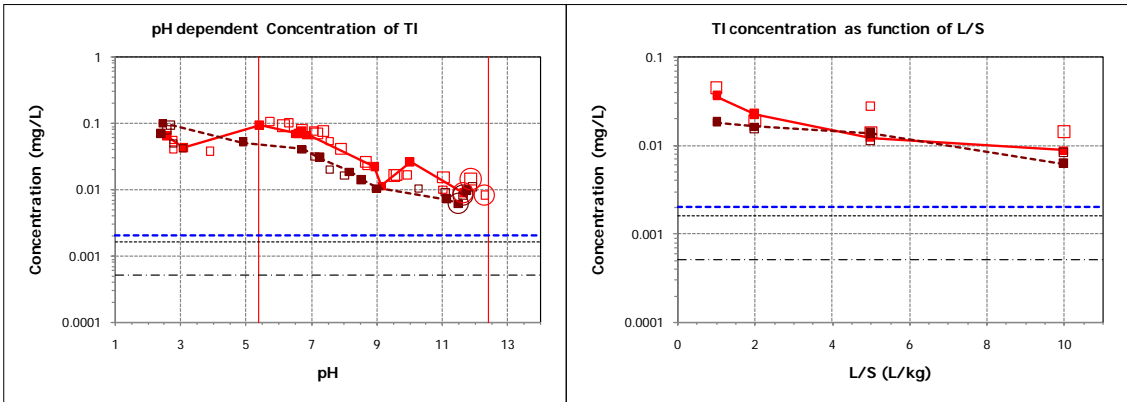 pH dependent Concentration of Tl
Concentration (mg/L)
1
0.1
0.01
0.001
0.0001
1 3 5 7 9 11 13
pH
Tl concentration as function of L/S
Concentration (mg/L)
0.1
0.01
0.001
0.0001
0 2 4 6 8 10
L/S (L/kg)